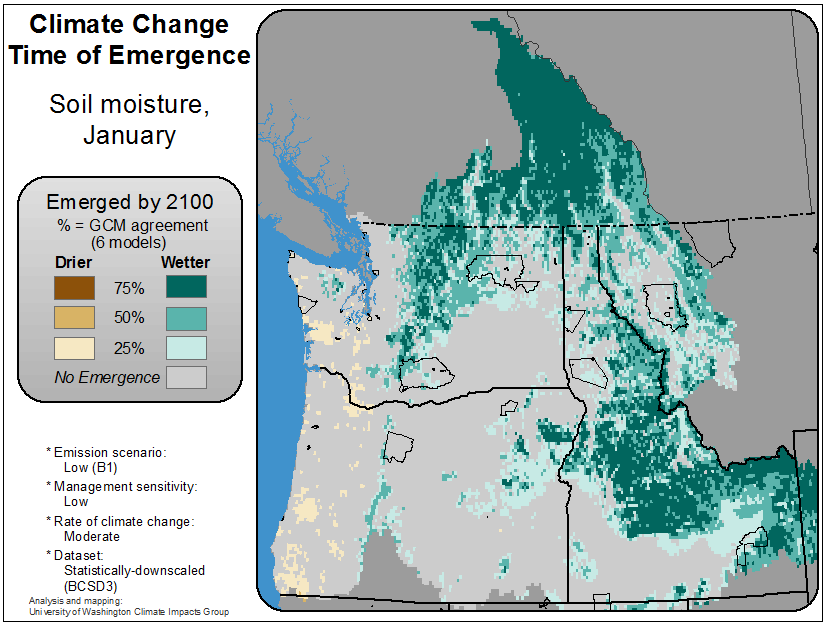 Climate Change
Time of Emergence
Soil moisture,
January
Emerged by 2100
% = GCM agreement
(6 models)
Drier Wetter
75%
50%
25%
No Emergence
* Emission scenario:
Low (B1)
* Management sensitivity:
Low
* Rate of climate change:
Moderate
* Dataset:
Statistically-downscaled
(BCSD3)
Analysis and mapping:
University of Washington Climate Impacts Group